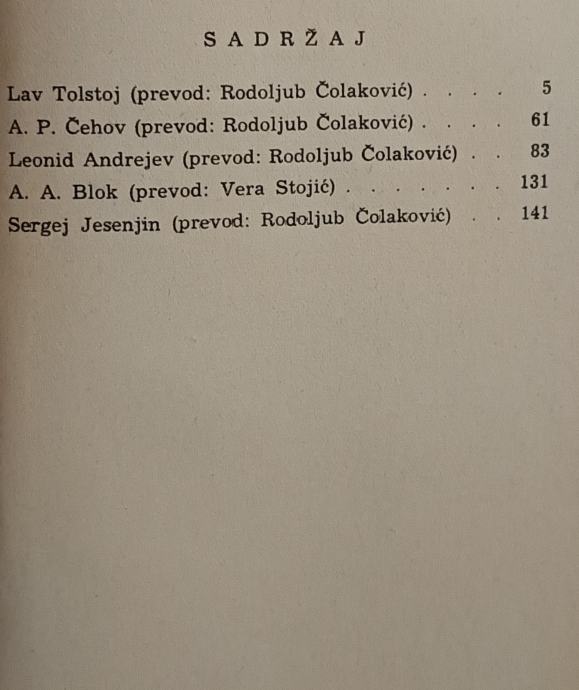 S A D R Ž A J
Lav Tolstoj (prevod: Rodoljub Čolaković) . . . . 5
A. P. Čehov (prevod: Rodoljub Čolaković) . . . . 61
Leonid Andrejev (prevod: Rodoljub Čolaković) . . 83
A. A. Blok (prevod: Vera Stojić) . . . . . . . 131
Sergej Jesenjin (prevod: Rodoljub Čolaković) . . 141